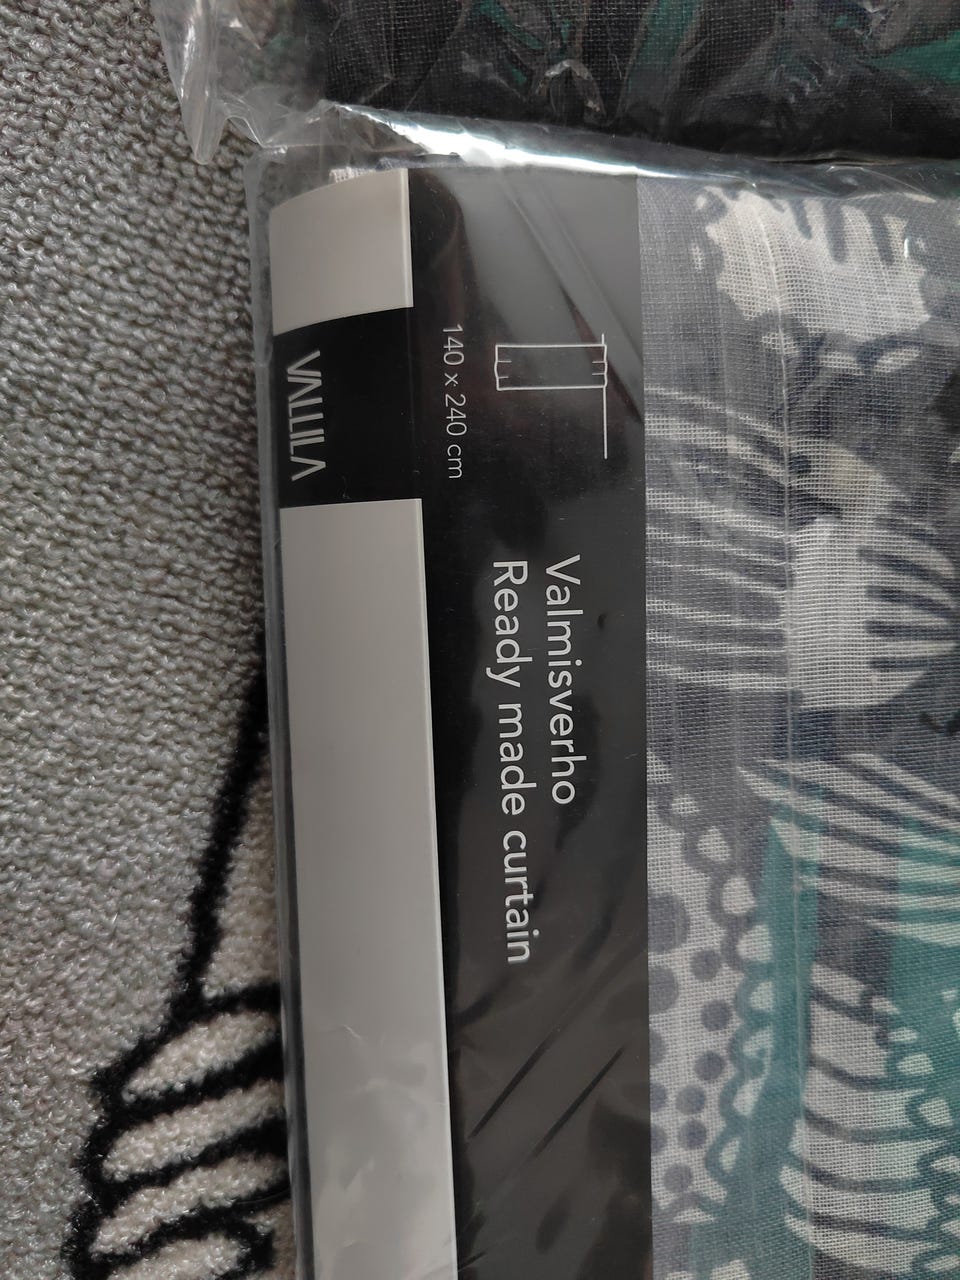 Valmisverho
Ready made curtain
140 x 240 cm
VALLILA